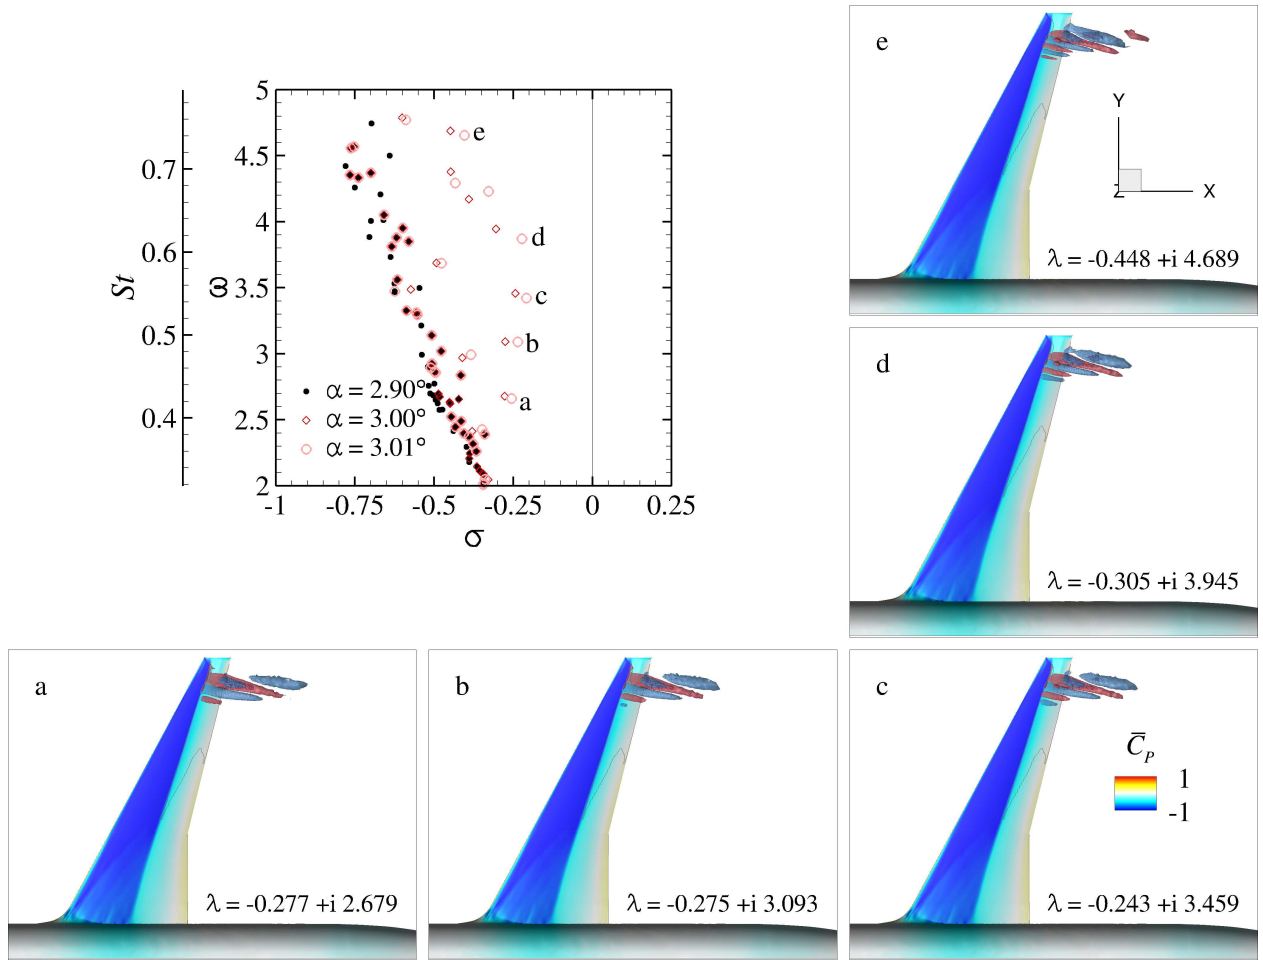 5
4.5
4
3.5
3
2.5
2
0.7
0.6
0.5
0.4
St
ω
-1
-0.75
-0.5
-0.25
0
0.25
σ
e
d
c
b
a
α = 2.90°
α = 3.00°
α = 3.01°
e
Y
Z
X
λ = -0.448 +i 4.689
d
λ = -0.305 +i 3.945
a
λ = -0.277 +i 2.679
b
λ = -0.275 +i 3.093
c
C̅P
1
-1
λ = -0.243 +i 3.459